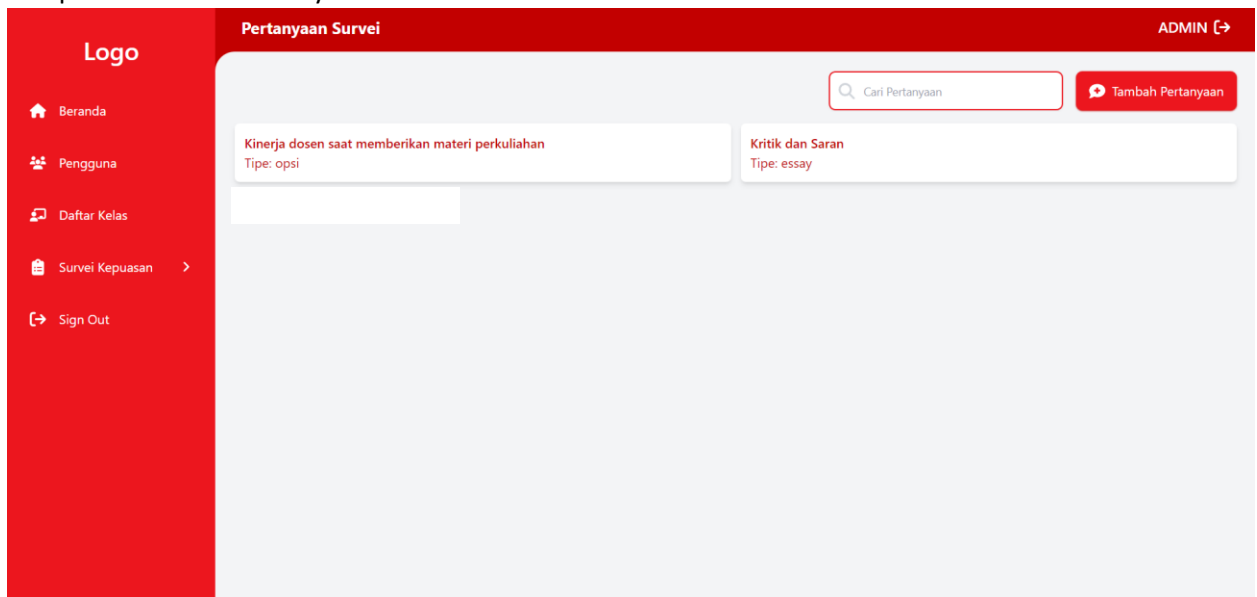 Logo
Beranda
Pengguna
Daftar Kelas
Survei Kepuasan
Sign Out
Pertanyaan Survei
ADMIN
Cari Pertanyaan
Tambah Pertanyaan
Kinerja dosen saat memberikan materi perkuliahan
Tipe: opsi
Kritik dan Saran
Tipe: essay